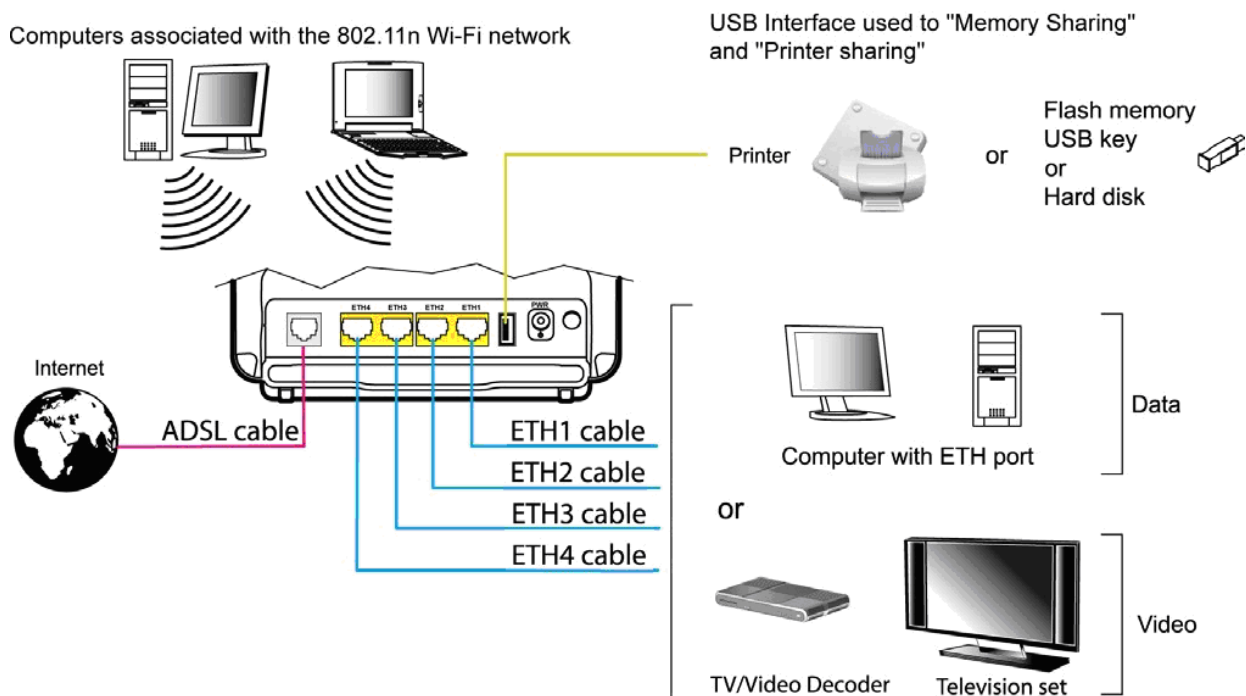 Computers associated with the 802.11n Wi-Fi network
USB Interface used to "Memory Sharing"
and "Printer sharing"
Printer
or
Flash memory
USB key
or
Hard disk
ETH4
ETH3
ETH2
ETH1
PWR
Internet
ADSL cable
ETH1 cable
ETH2 cable
ETH3 cable
ETH4 cable
Computer with ETH port
Data
or
TV/Video Decoder
Television set
Video